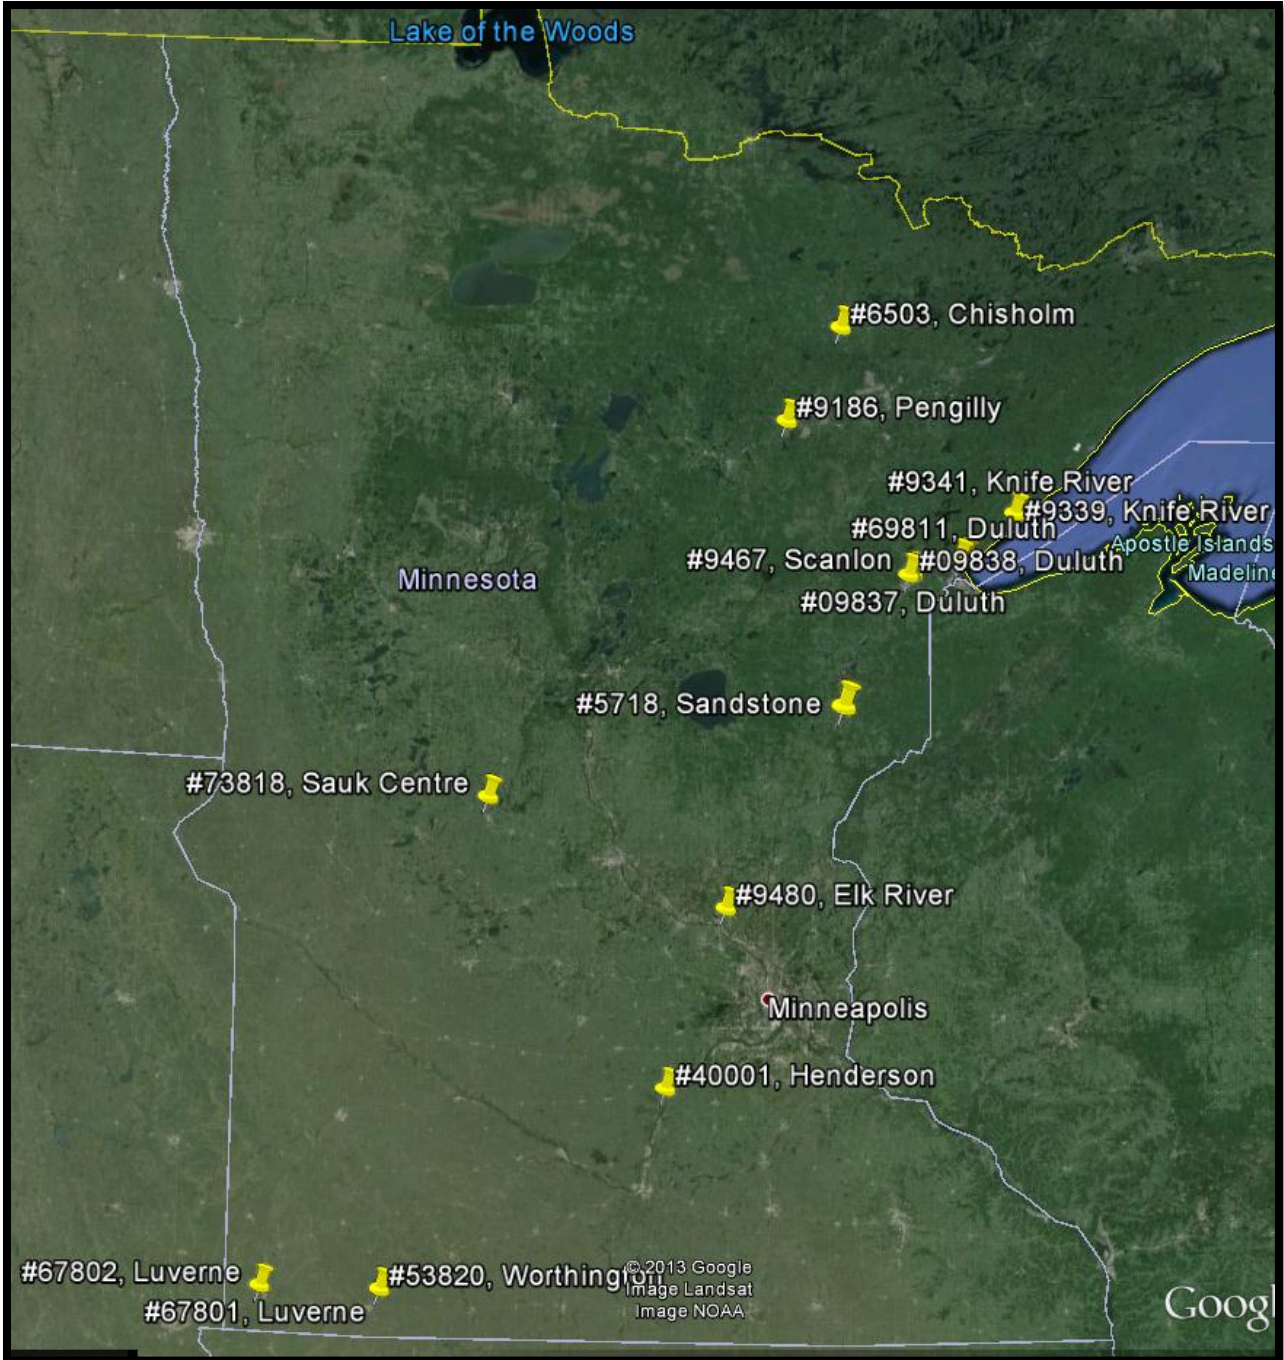 Lake of the Woods
#6503, Chisholm
#9186, Pengilly
#9341, Knife River
#9339, Knife River
#69811, Duluth
Apostle Islands
#9467, Scanlon
#09838, Duluth
Madeline
Minnesota
#09837, Duluth
#5718, Sandstone
#73818, Sauk Centre
#9480, Elk River
Minneapolis
#40001, Henderson
#67802, Luverne
#53820, Worthington
#67801, Luverne
© 2013 Google
Image Landsat
Image NOAA
Googl